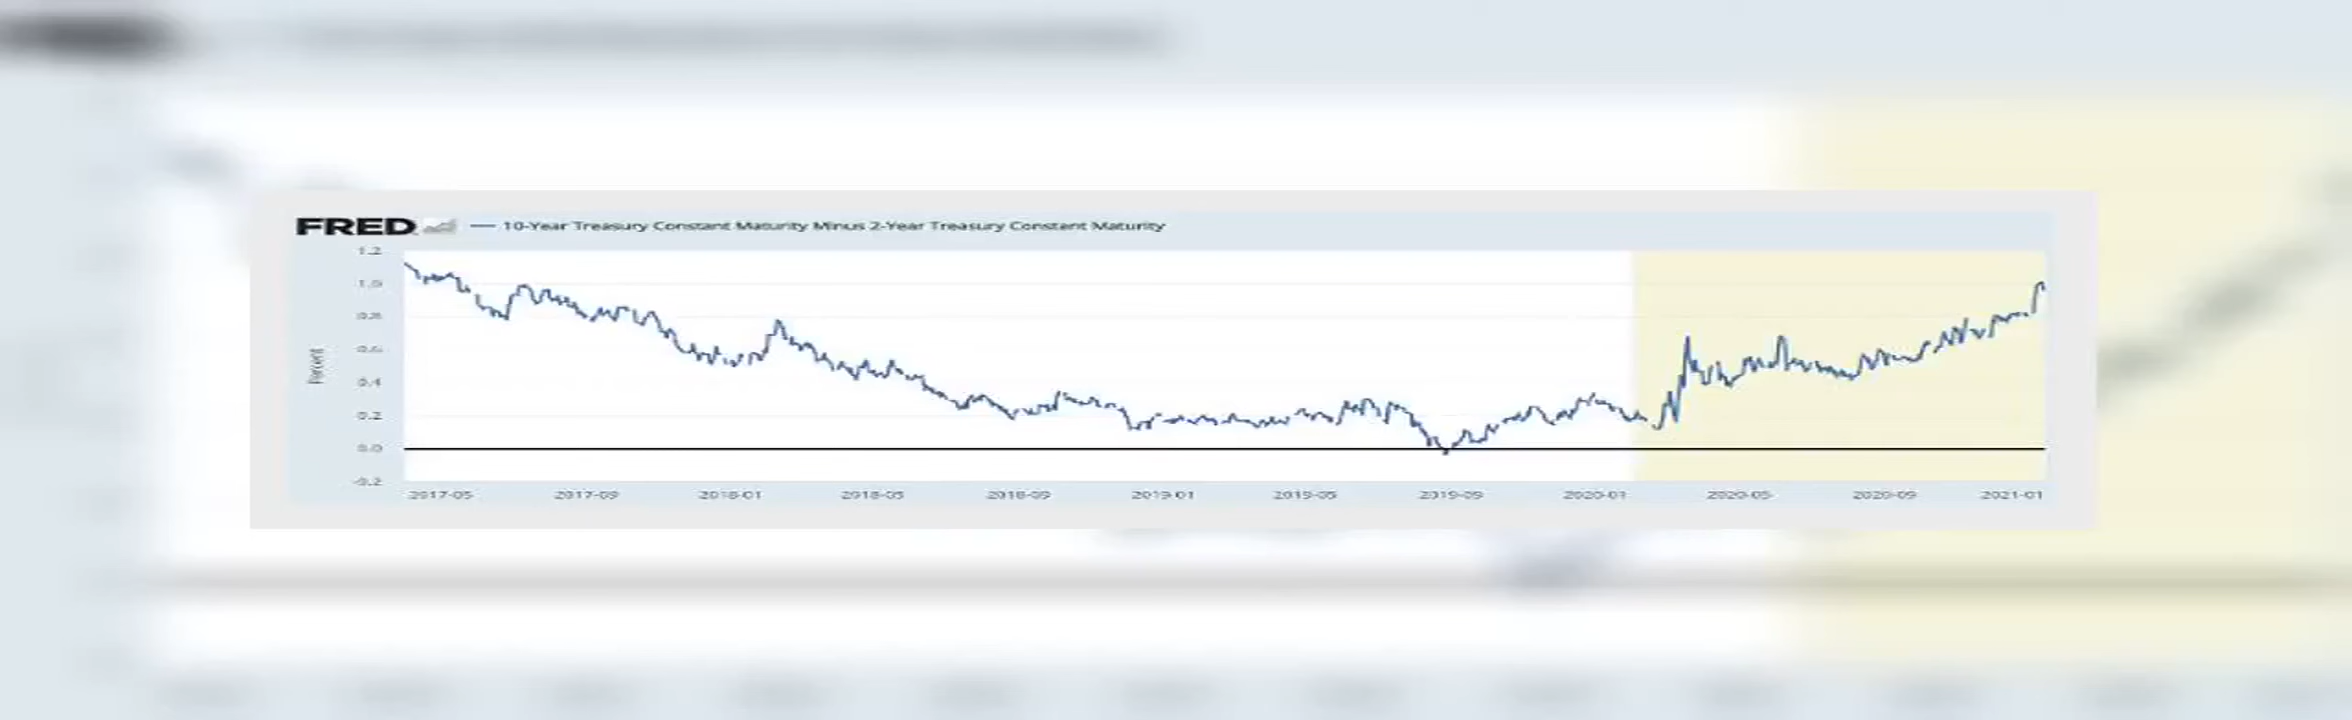 FRED — 10-Year Treasury Constant Maturity Minus 2-Year Treasury Constant Maturity
1.2
1.0
0.8
0.6
0.4
0.2
0.0
-0.2
Percent
2017-05 2017-09 2018-01 2018-05 2018-09 2019-01 2019-05 2019-09 2020-01 2020-05 2020-09 2021-01